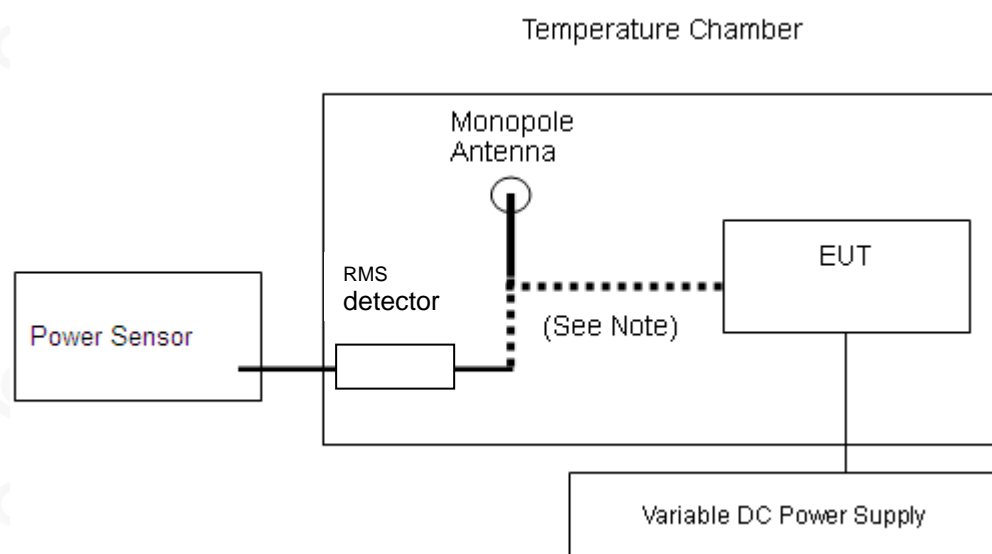 Temperature Chamber
Monopole
Antenna
EUT
RMS
detector
(See Note)
Power Sensor
Variable DC Power Supply